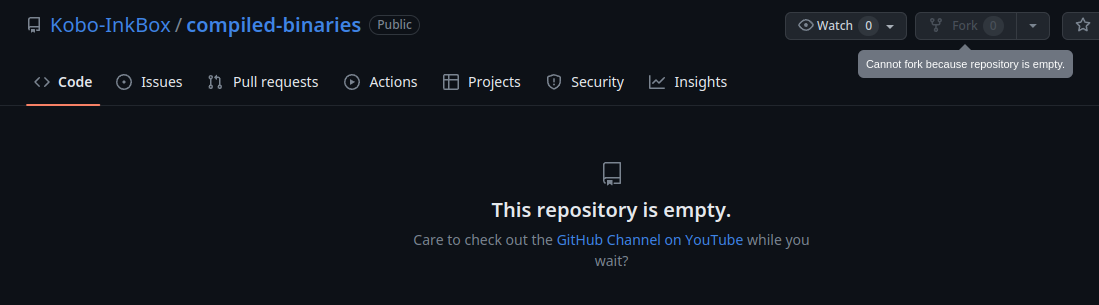 Kobo-InkBox / compiled-binaries Public
Watch 0 Fork 0
Cannot fork because repository is empty.
Code Issues Pull requests Actions Projects Security Insights
This repository is empty.
Care to check out the GitHub Channel on YouTube while you
wait?